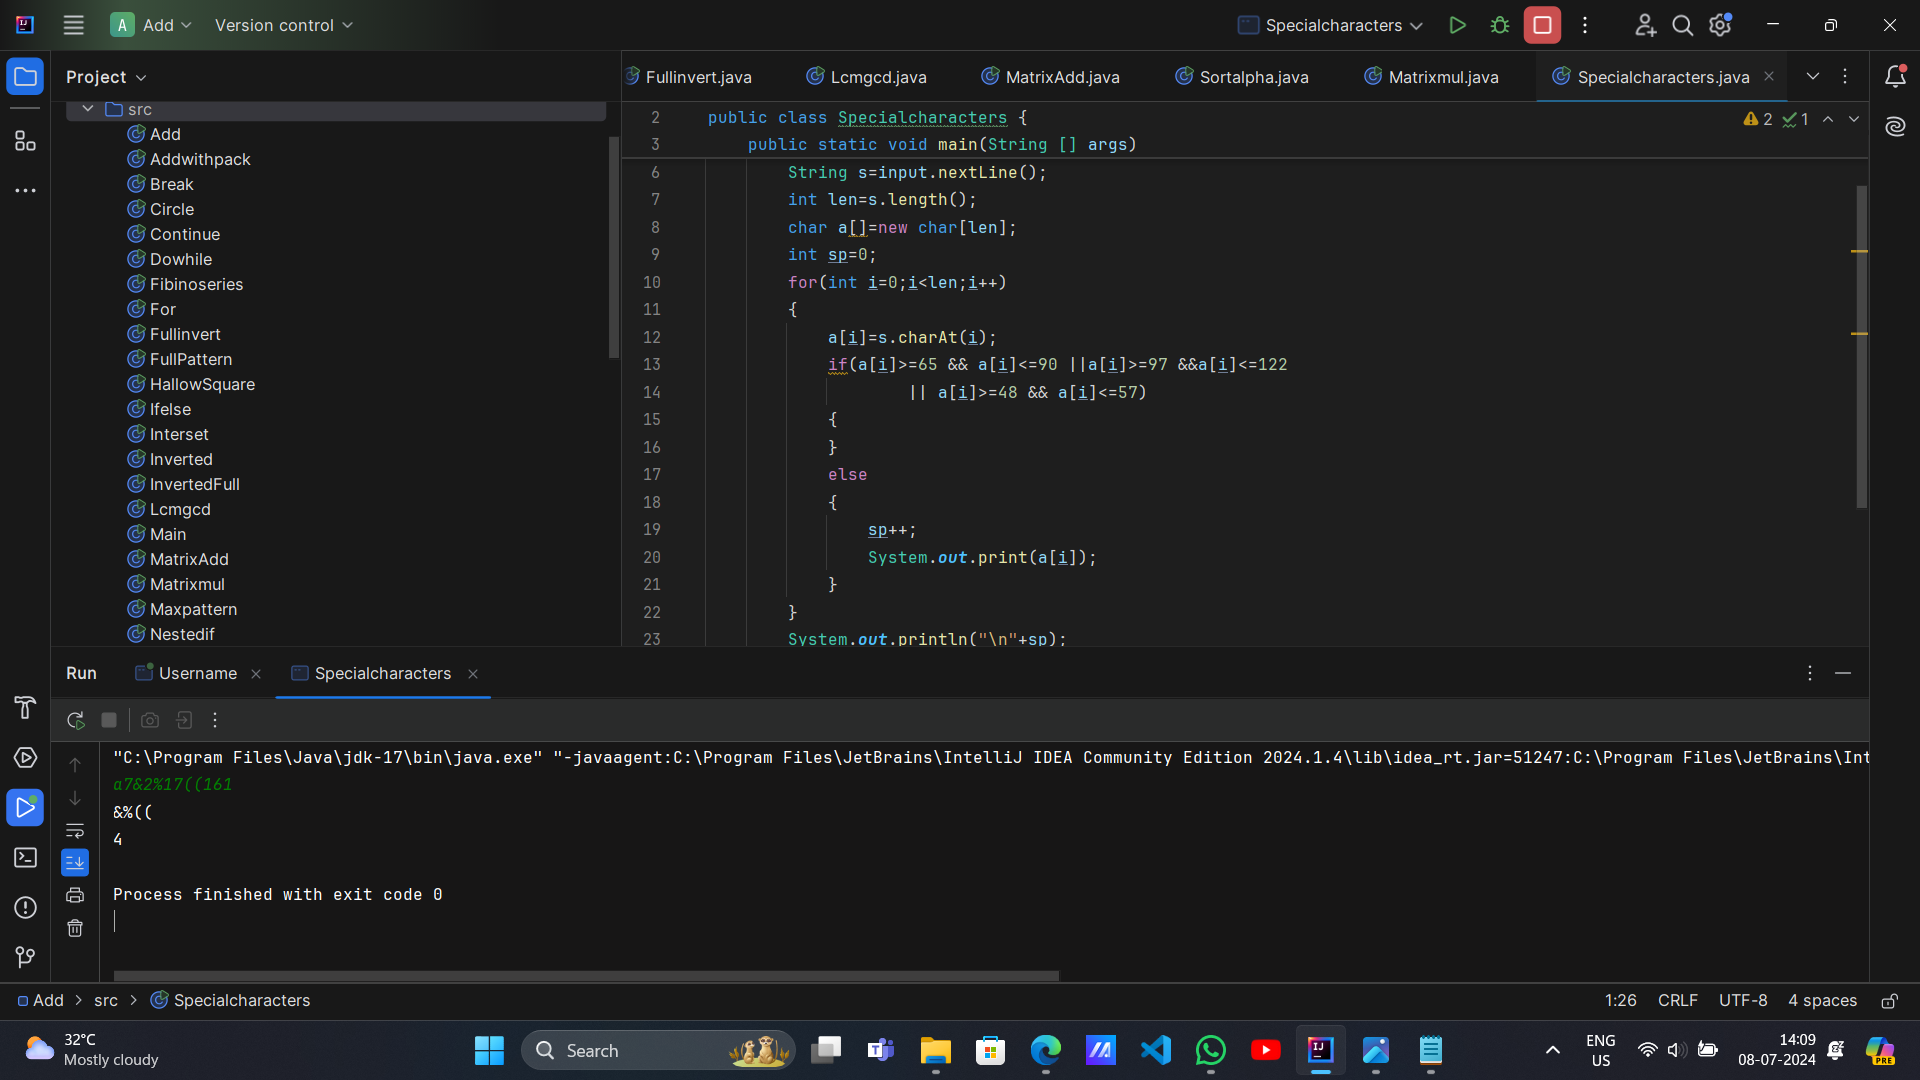 A Add Version control Specialcharacters
Project
Fullinvert.java Lcmgcd.java MatrixAdd.java Sortalpha.java Matrixmul.java Specialcharacters.java
src
Add
Addwithpack
Break
Circle
Continue
Dowhile
Fibinoseries
For
Fullinvert
FullPattern
HallowSquare
Ifelse
Interset
Inverted
InvertedFull
Lcmgcd
Main
MatrixAdd
Matrixmul
Maxpattern
Nestedif
2 1
2 public class Specialcharacters {
3 public static void main(String [] args)
6 String s=input.nextLine();
7 int len=s.length();
8 char a[]=new char[len];
9 int sp=0;
10 for(int i=0;i<len;i++)
11 {
12 a[i]=s.charAt(i);
13 if(a[i]>=65 && a[i]<=90 ||a[i]>=97 &&a[i]<=122
14 || a[i]>=48 && a[i]<=57)
15 {
16 }
17 else
18 {
19 sp++;
20 System.out.print(a[i]);
21 }
22 }
23 System.out.println("\n"+sp);
Run Username Specialcharacters
"C:\Program Files\Java\jdk-17\bin\java.exe" "-javaagent:C:\Program Files\JetBrains\IntelliJ IDEA Community Edition 2024.1.4\lib\idea_rt.jar=51247:C:\Program Files\JetBrains\Int
a7&2%17((161
&%((
4
Process finished with exit code 0
Add > src > Specialcharacters 1:26 CRLF UTF-8 4 spaces
32°C
Mostly cloudy
Search
ENG
US
14:09
08-07-2024
PRE